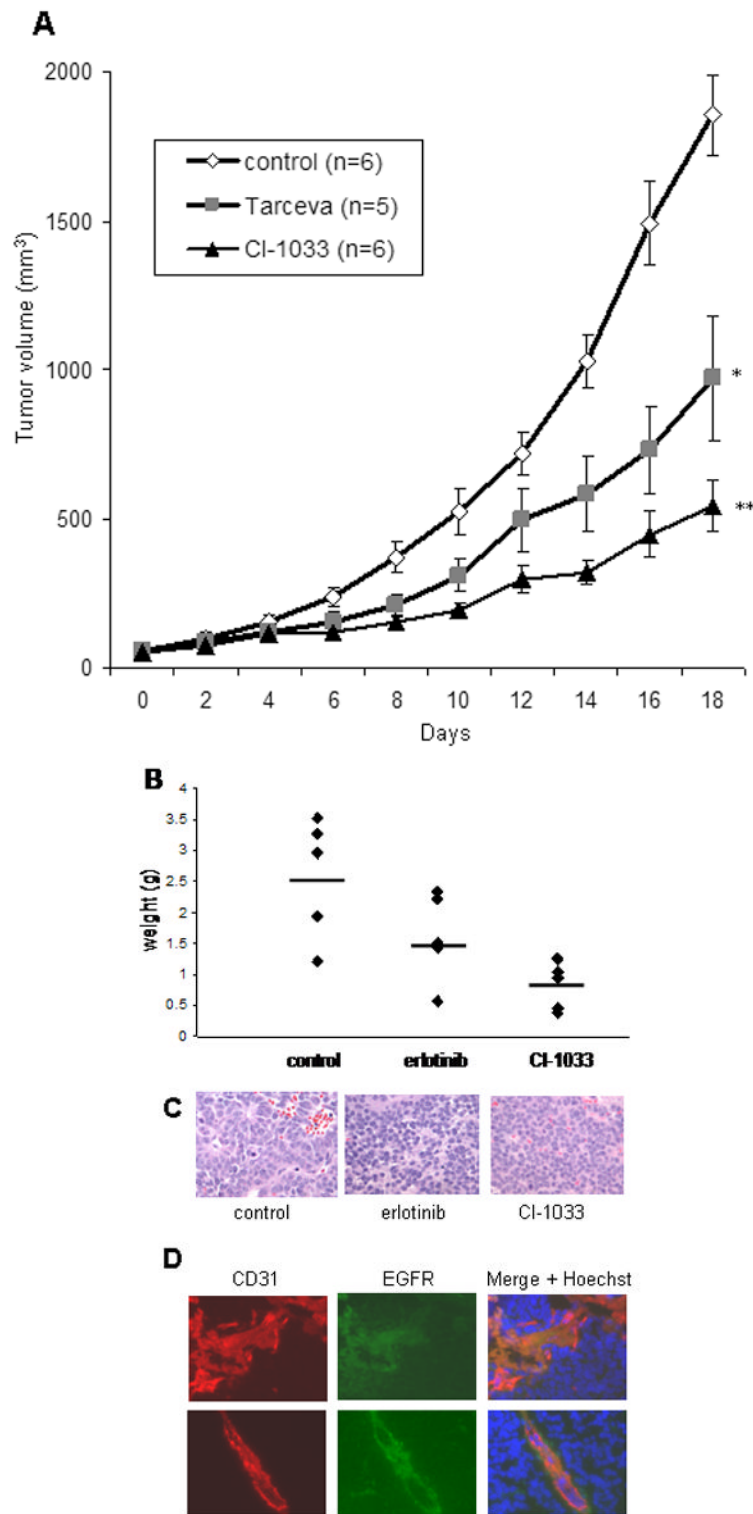 A
2000
1500
1000
500
0
Tumor volume (mm³)
control (n=6)
Tarceva (n=5)
CI-1033 (n=6)
*
**
0 2 4 6 8 10 12 14 16 18
Days
B
4
3.5
3
2.5
2
1.5
1
0.5
0
weight (g)
control erlotinib CI-1033
C
control erlotinib CI-1033
D
CD31 EGFR Merge + Hoechst